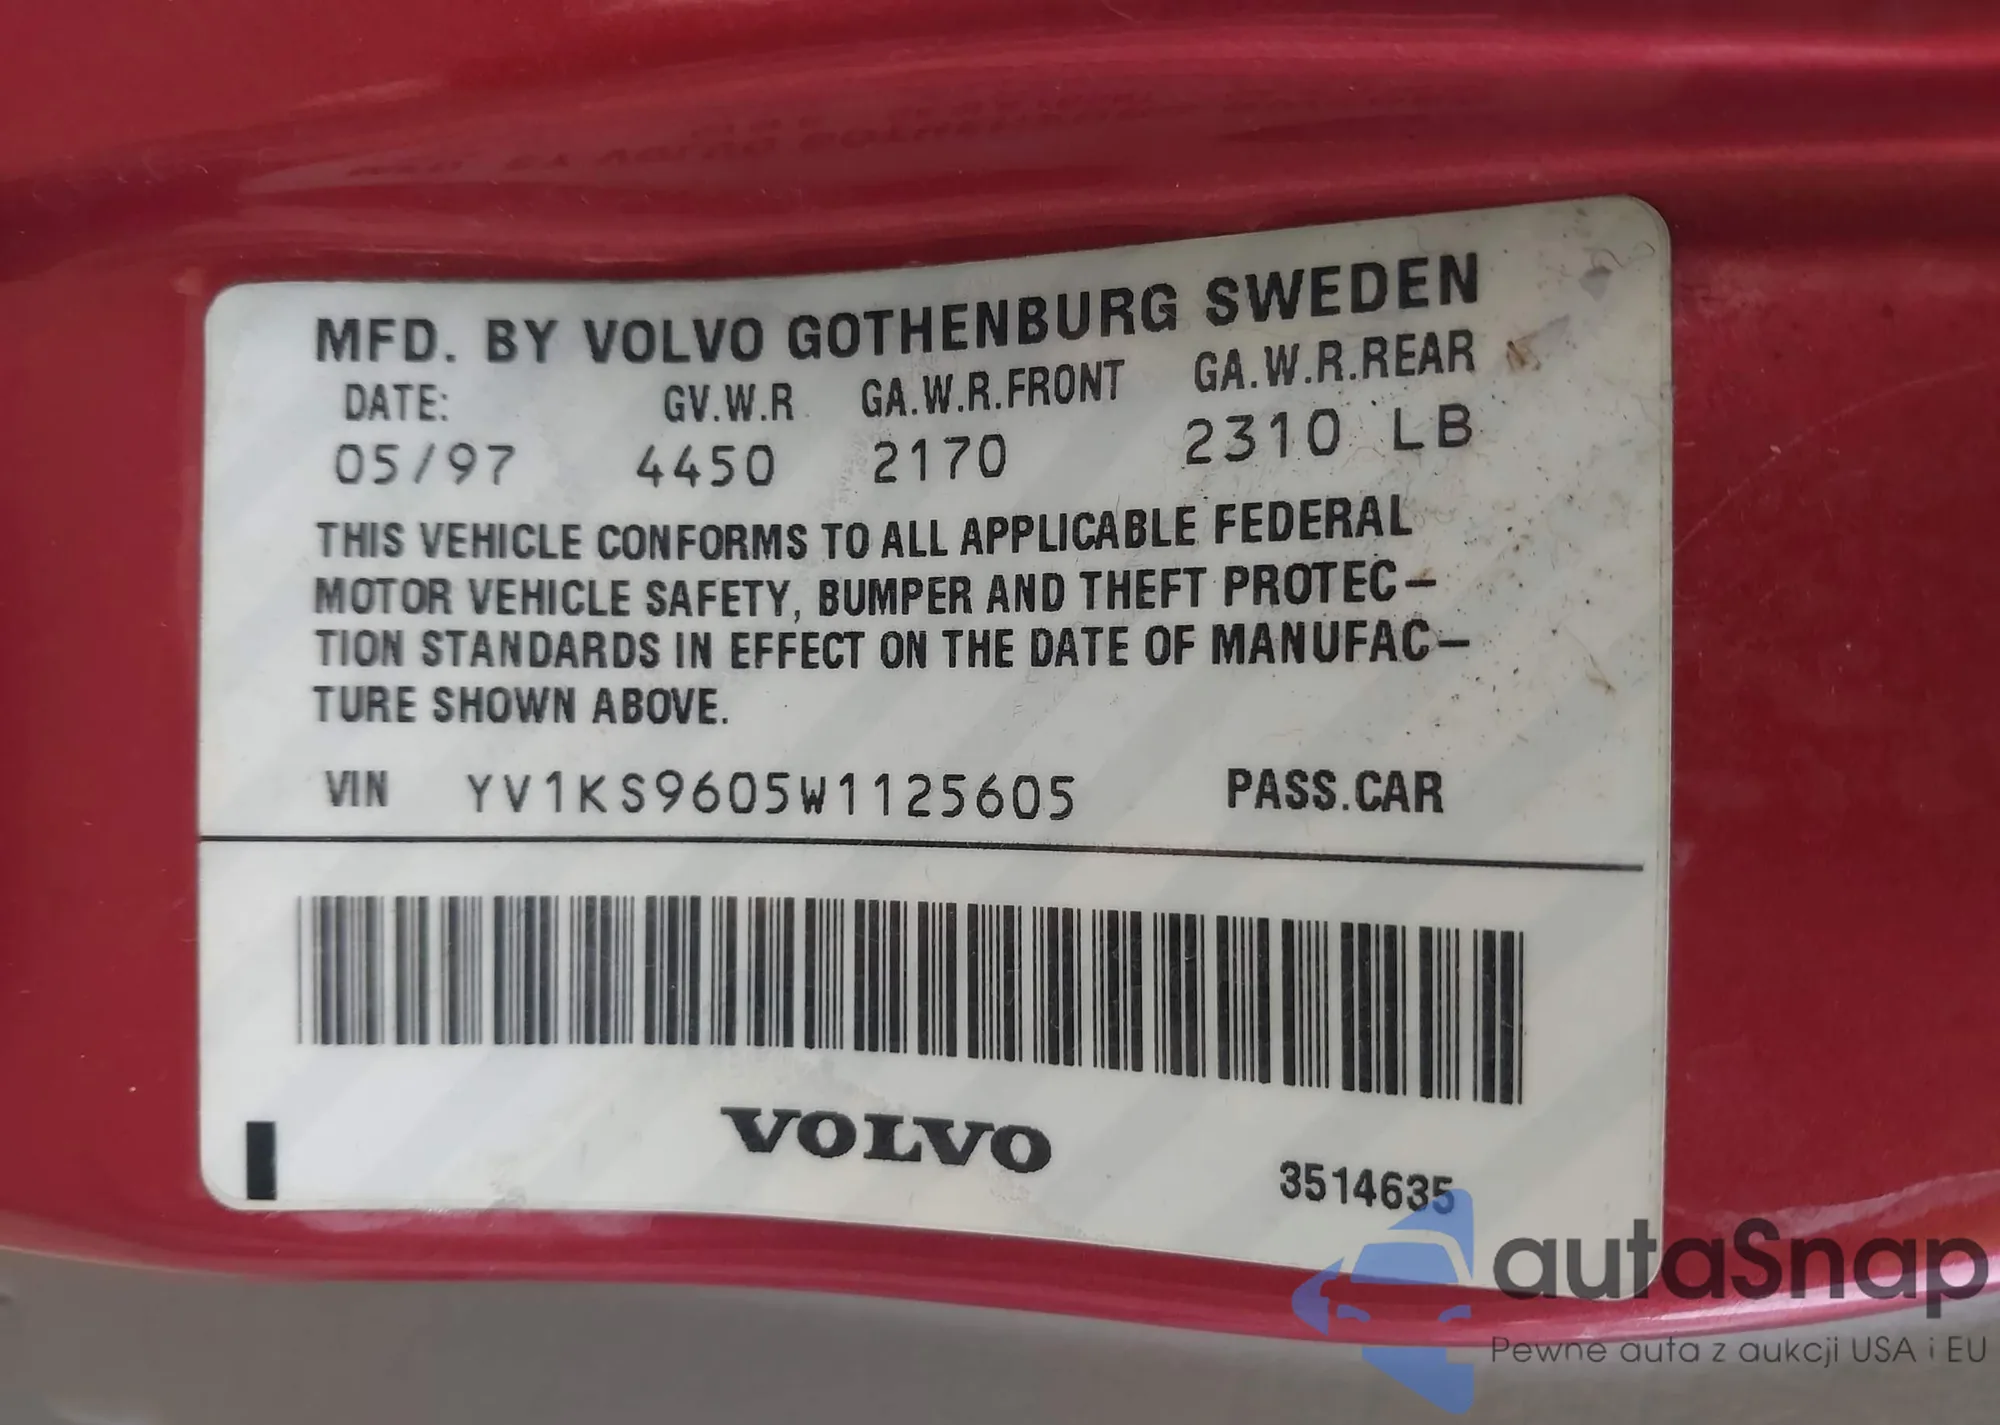 MFD. BY VOLVO GOTHENBURG SWEDEN
DATE: GV.W.R GA.W.R.FRONT GA.W.R.REAR
05/97 4450 2170 2310 LB
THIS VEHICLE CONFORMS TO ALL APPLICABLE FEDERAL
MOTOR VEHICLE SAFETY, BUMPER AND THEFT PROTEC-
TION STANDARDS IN EFFECT ON THE DATE OF MANUFAC-
TURE SHOWN ABOVE.
VIN YV1KS9605W1125605 PASS.CAR
VOLVO
3514635
autaSnap
Pewne auta z aukcji USA i EU